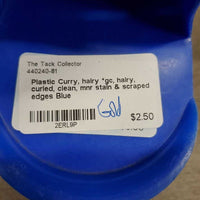 The Tack Collector
440240-81
Plastic Curry, hairy *gc, hairy,
curled, clean, mnr stain & scraped
edges Blue
Gold
$2.50
2ERL9P